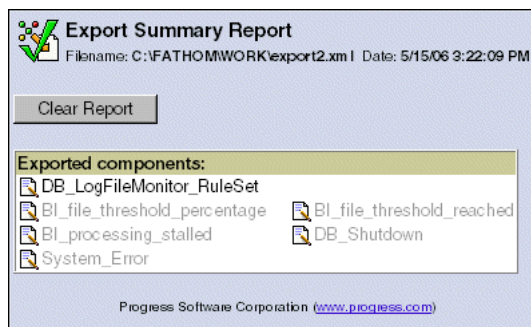 Export Summary Report
Filename: C:\FATHOM\WORK\export2.xml Date: 5/15/06 3:22:09 PM
Clear Report
Exported components:
DB_LogFileMonitor_RuleSet
BI_file_threshold_percentage BI_file_threshold_reached
BI_processing_stalled DB_Shutdown
System_Error
Progress Software Corporation (www.progress.com)